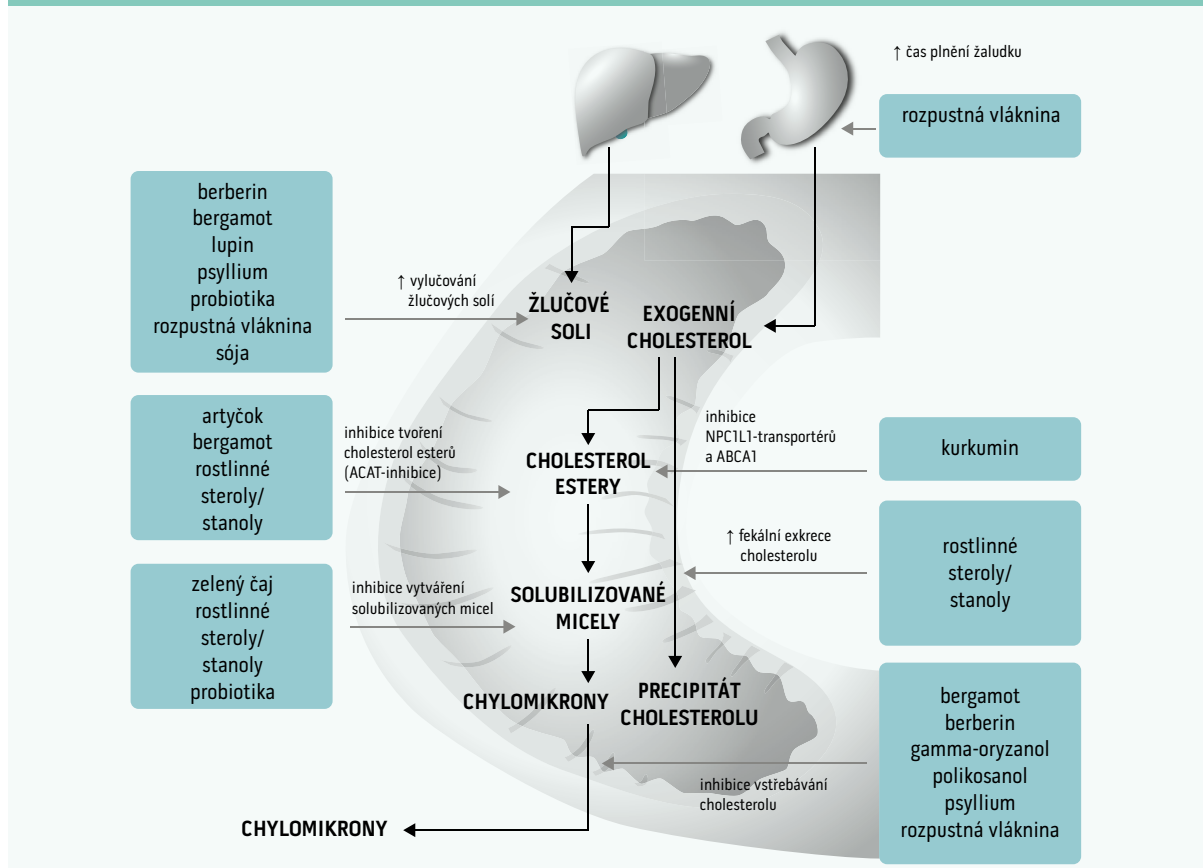 ↑ čas plnění žaludku
rozpustná vláknina
berberin
bergamot
lupin
psyllium
probiotika
rozpustná vláknina
sója
↑ vylučování
žlučových solí
ŽLUČOVÉ
SOLI
EXOGENNÍ
CHOLESTEROL
artyčok
bergamot
rostlinné
steroly/
stanoly
inhibice tvoření
cholesterol esterů
(ACAT-inhibice)
CHOLESTEROL
ESTERY
inhibice
NPC1L1-transportérů
a ABCA1
kurkumin
↑ fekální exkrece
cholesterolu
rostlinné
steroly/
stanoly
zelený čaj
rostlinné
steroly/
stanoly
probiotika
inhibice vytváření
solubilizovaných micel
SOLUBILIZOVANÉ
MICELY
CHYLOMIKRONY
PRECIPITÁT
CHOLESTEROLU
bergamot
berberin
gamma-oryzanol
polikosanol
psyllium
rozpustná vláknina
inhibice vstřebávání
cholesterolu
CHYLOMIKRONY